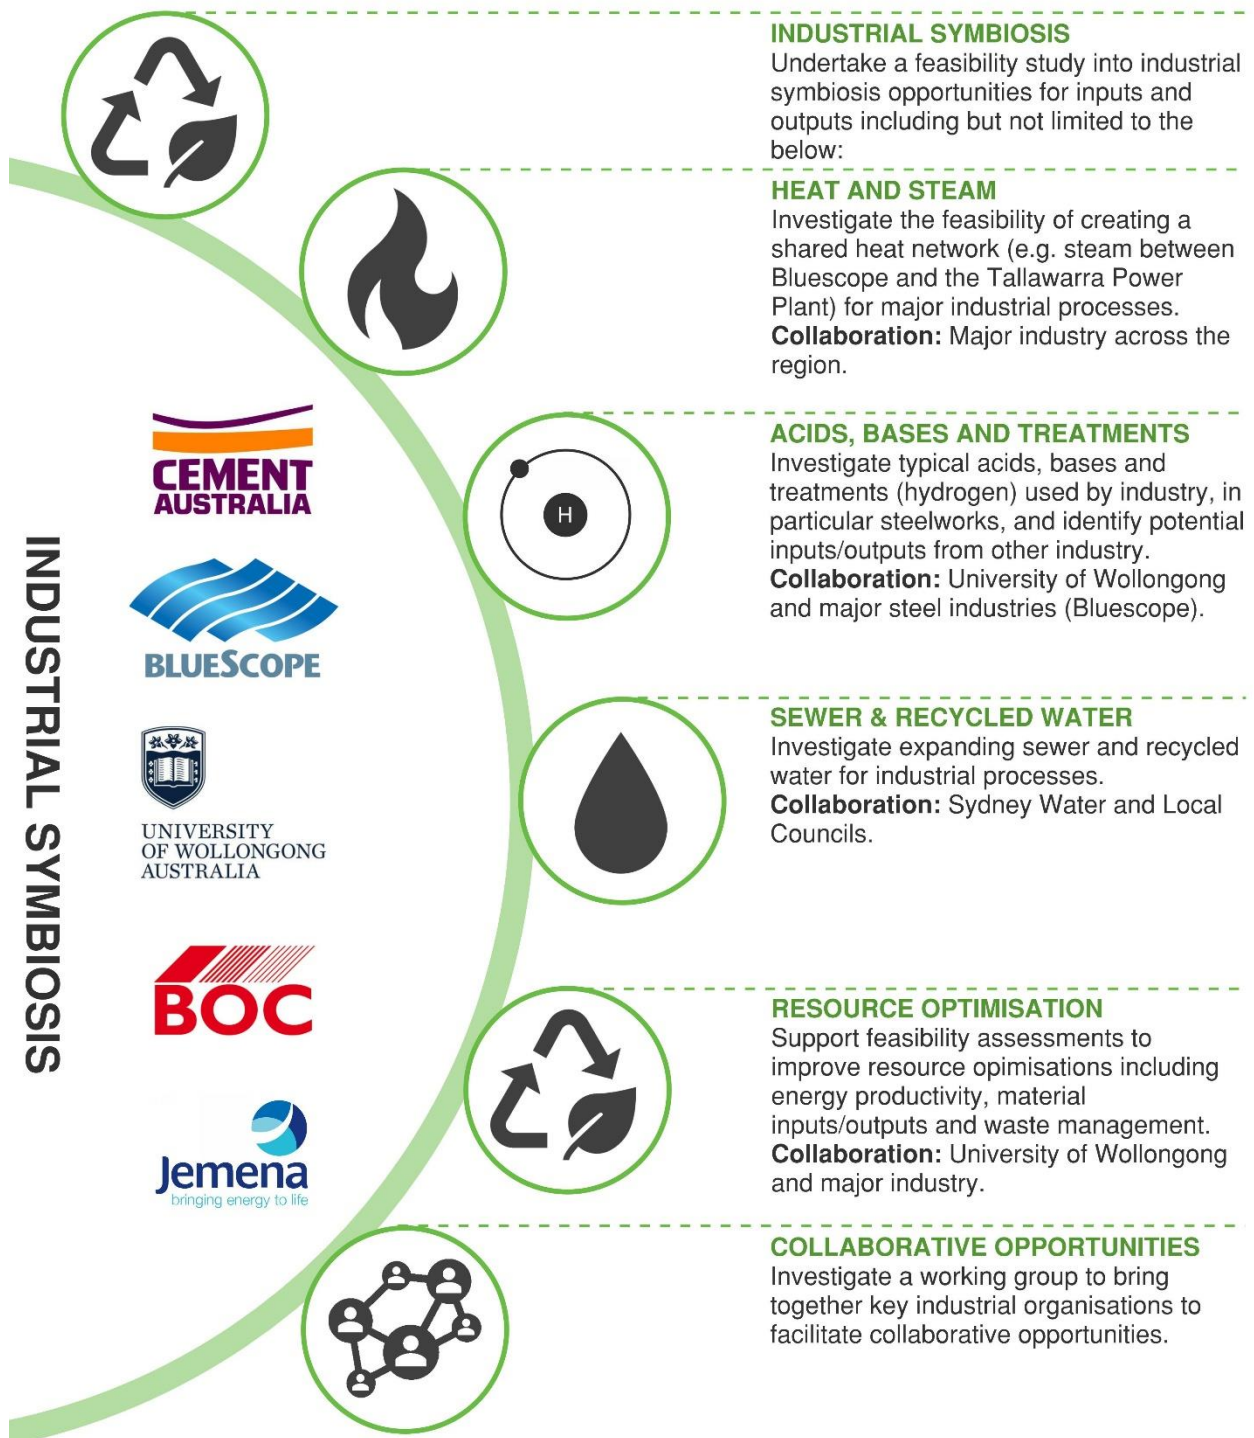 INDUSTRIAL SYMBIOSIS
CEMENT
AUSTRALIA
BLUESCOPE
UNIVERSITY
OF WOLLONGONG
AUSTRALIA
BOC
Jemena
bringing energy to life
INDUSTRIAL SYMBIOSIS
Undertake a feasibility study into industrial
symbiosis opportunities for inputs and
outputs including but not limited to the
below:
HEAT AND STEAM
Investigate the feasibility of creating a
shared heat network (e.g. steam between
Bluescope and the Tallawarra Power
Plant) for major industrial processes.
Collaboration: Major industry across the
region.
H
ACIDS, BASES AND TREATMENTS
Investigate typical acids, bases and
treatments (hydrogen) used by industry, in
particular steelworks, and identify potential
inputs/outputs from other industry.
Collaboration: University of Wollongong
and major steel industries (Bluescope).
SEWER & RECYCLED WATER
Investigate expanding sewer and recycled
water for industrial processes.
Collaboration: Sydney Water and Local
Councils.
RESOURCE OPTIMISATION
Support feasibility assessments to
improve resource opimisations including
energy productivity, material
inputs/outputs and waste management.
Collaboration: University of Wollongong
and major industry.
COLLABORATIVE OPPORTUNITIES
Investigate a working group to bring
together key industrial organisations to
facilitate collaborative opportunities.